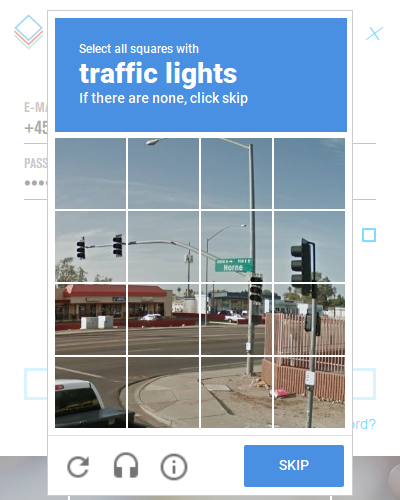 Select all squares with
traffic lights
If there are none, click skip
E-MA
+45
PASS
Horne
SKIP
ord?